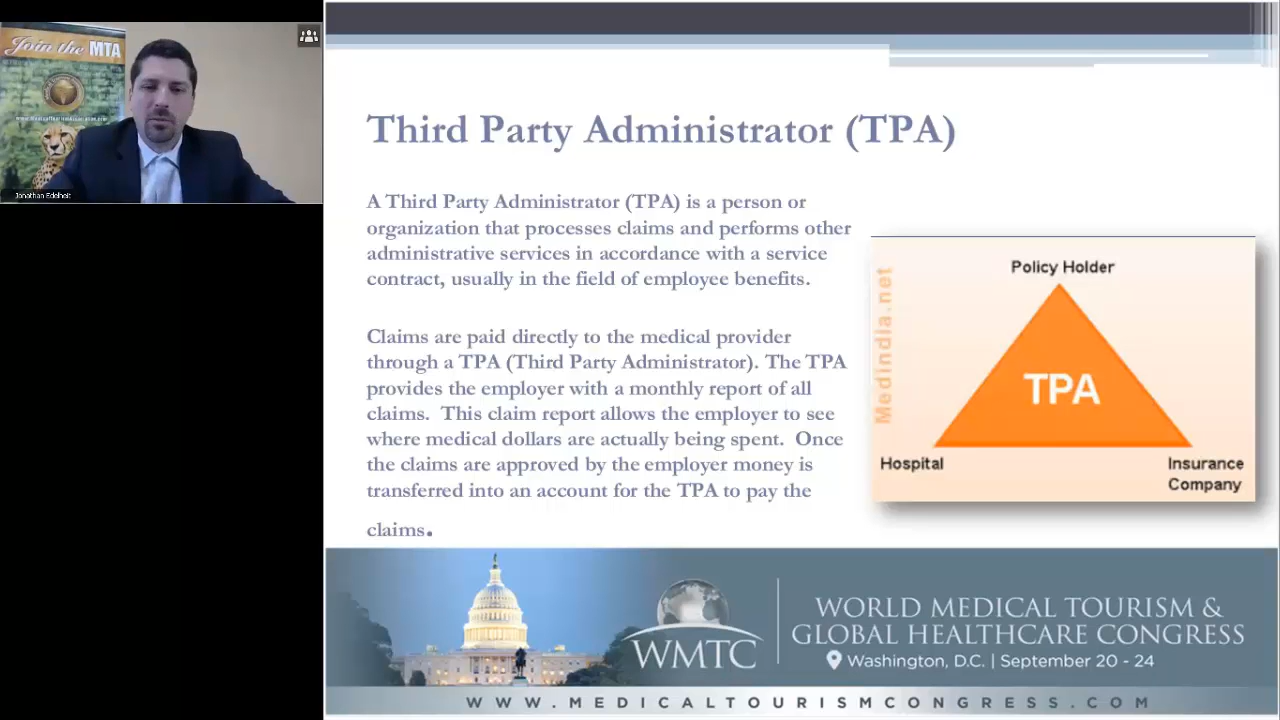 Join the MTA
Jonathan Edelheit
Third Party Administrator (TPA)
A Third Party Administrator (TPA) is a person or
organization that processes claims and performs other
administrative services in accordance with a service
contract, usually in the field of employee benefits.
Claims are paid directly to the medical provider
through a TPA (Third Party Administrator). The TPA
provides the employer with a monthly report of all
claims. This claim report allows the employer to see
where medical dollars are actually being spent. Once
the claims are approved by the employer money is
transferred into an account for the TPA to pay the
claims.
Medindia.net
Policy Holder
TPA
Hospital
Insurance
Company
WMTC
WORLD MEDICAL TOURISM &
GLOBAL HEALTHCARE CONGRESS
Washington, D.C. | September 20 - 24
WWW.MEDICALTOURISMCONGRESS.COM